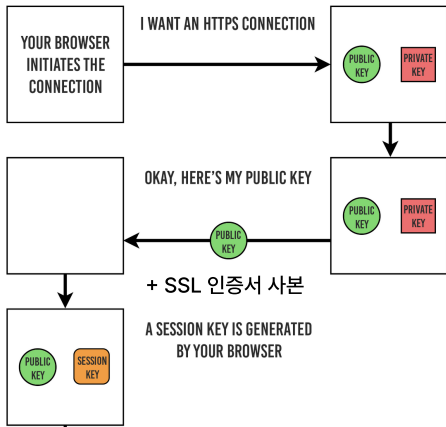 YOUR BROWSER
INITIATES THE
CONNECTION
I WANT AN HTTPS CONNECTION
PUBLIC
KEY
PRIVATE
KEY
OKAY, HERE'S MY PUBLIC KEY
PUBLIC
KEY
PUBLIC
KEY
PRIVATE
KEY
+ SSL 인증서 사본
A SESSION KEY IS GENERATED
BY YOUR BROWSER
PUBLIC
KEY
SESSION
KEY